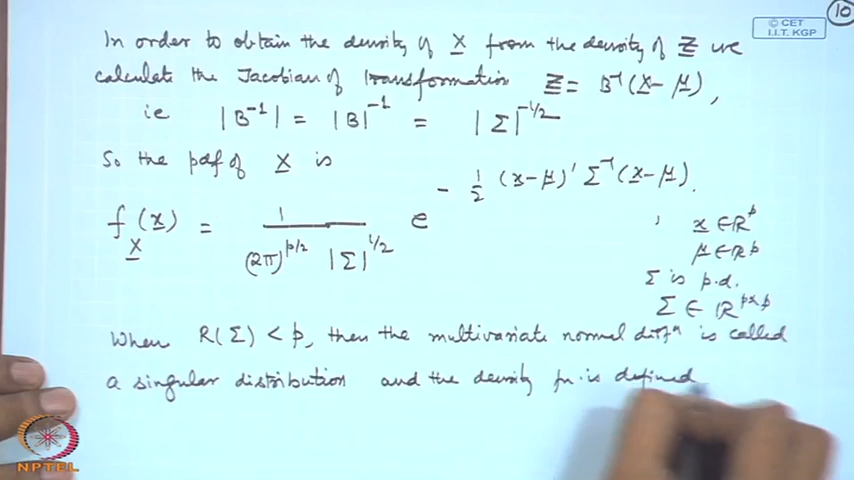 10
© CET
I.I.T. KGP
In order to obtain the density of X from the density of Z we
calculate the Jacobian of transformation Z = B⁻¹(X - μ),
ie |B⁻¹| = |B|⁻¹ = |Σ|^(-1/2)
So the pdf of X is
f_X(x) = 1 / ((2π)^(p/2) |Σ|^(1/2)) e^(-1/2 (x-μ)' Σ⁻¹ (x-μ)),
x ∈ ℝ^p
μ ∈ ℝ^p
Σ is p.d.
Σ ∈ ℝ^(p×p)
When R(Σ) < p, then the multivariate normal distⁿ is called
a singular distribution and the density fn. is defined
NPTEL